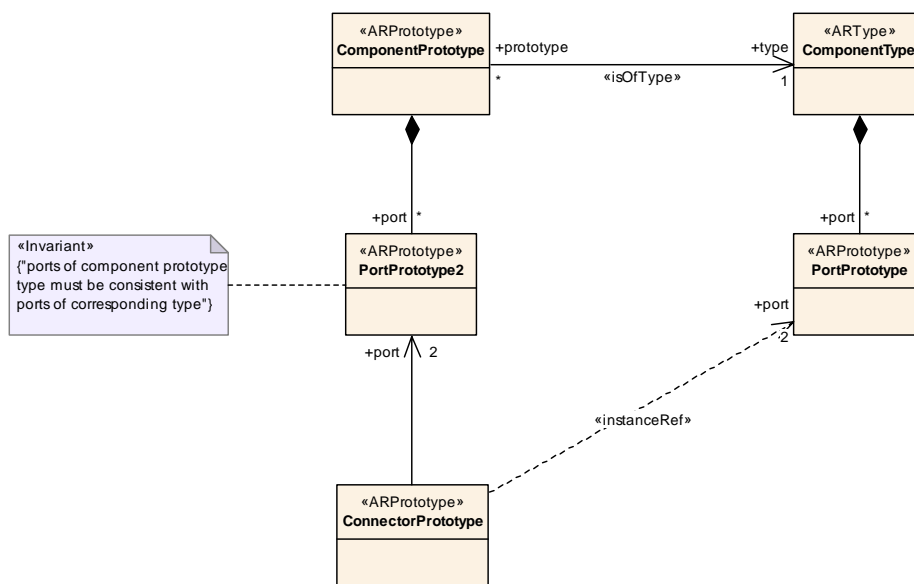 «ARPrototype»
ComponentPrototype
+prototype
*
«isOfType»
+type
1
«ARType»
ComponentType
+port *
+port *
«Invariant»
{"ports of component prototype
type must be consistent with
ports of corresponding type"}
«ARPrototype»
PortPrototype2
«ARPrototype»
PortPrototype
+port 2
+port
2
«instanceRef»
«ARPrototype»
ConnectorPrototype